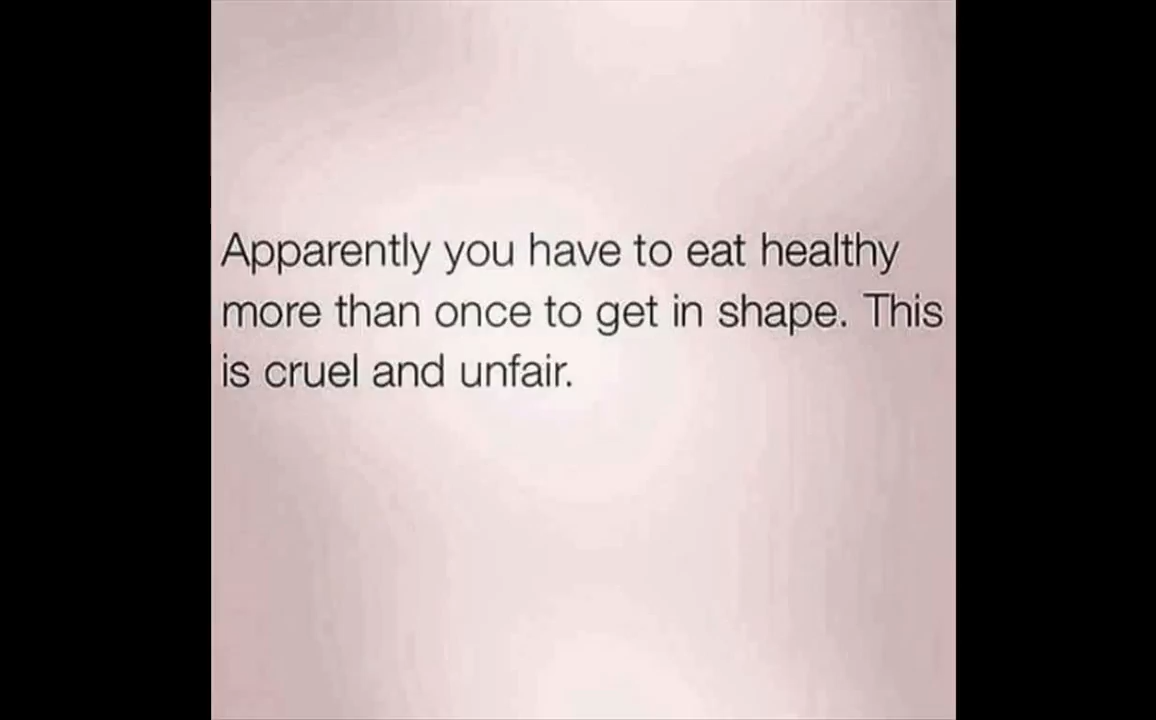 Apparently you have to eat healthy
more than once to get in shape. This
is cruel and unfair.